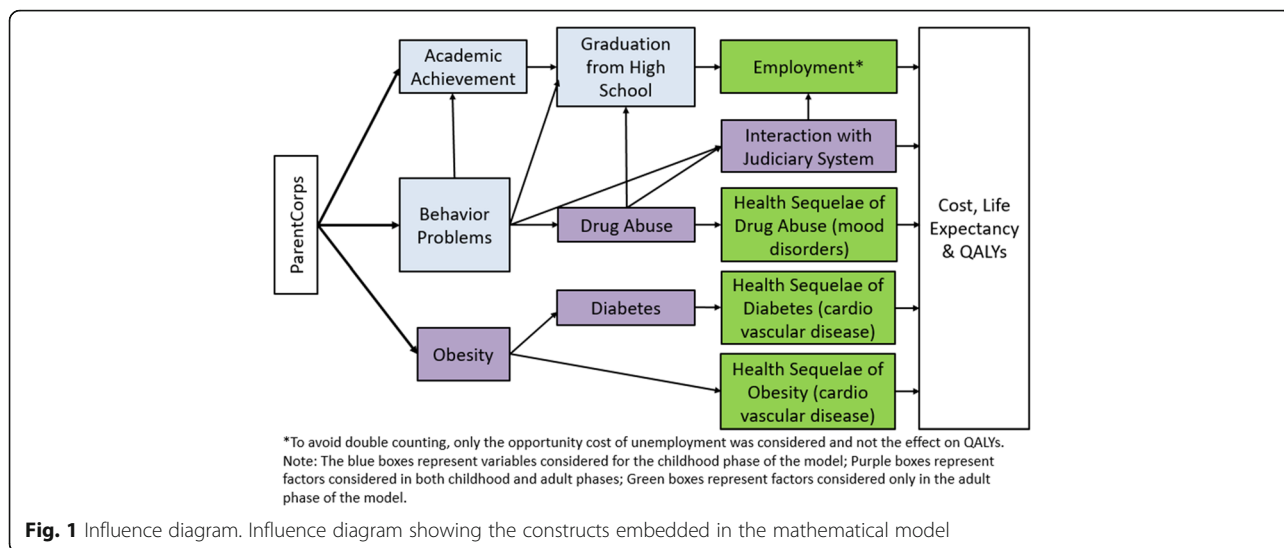 ParentCorps
Academic
Achievement
Behavior
Problems
Obesity
Graduation
from High
School
Drug Abuse
Diabetes
Employment*
Interaction with
Judiciary System
Health Sequelae of
Drug Abuse (mood
disorders)
Health Sequelae of
Diabetes (cardio
vascular disease)
Health Sequelae of
Obesity (cardio
vascular disease)
Cost, Life
Expectancy
& QALYs
*To avoid double counting, only the opportunity cost of unemployment was considered and not the effect on QALYs.
Note: The blue boxes represent variables considered for the childhood phase of the model; Purple boxes represent
factors considered in both childhood and adult phases; Green boxes represent factors considered only in the adult
phase of the model.
Fig. 1 Influence diagram. Influence diagram showing the constructs embedded in the mathematical model